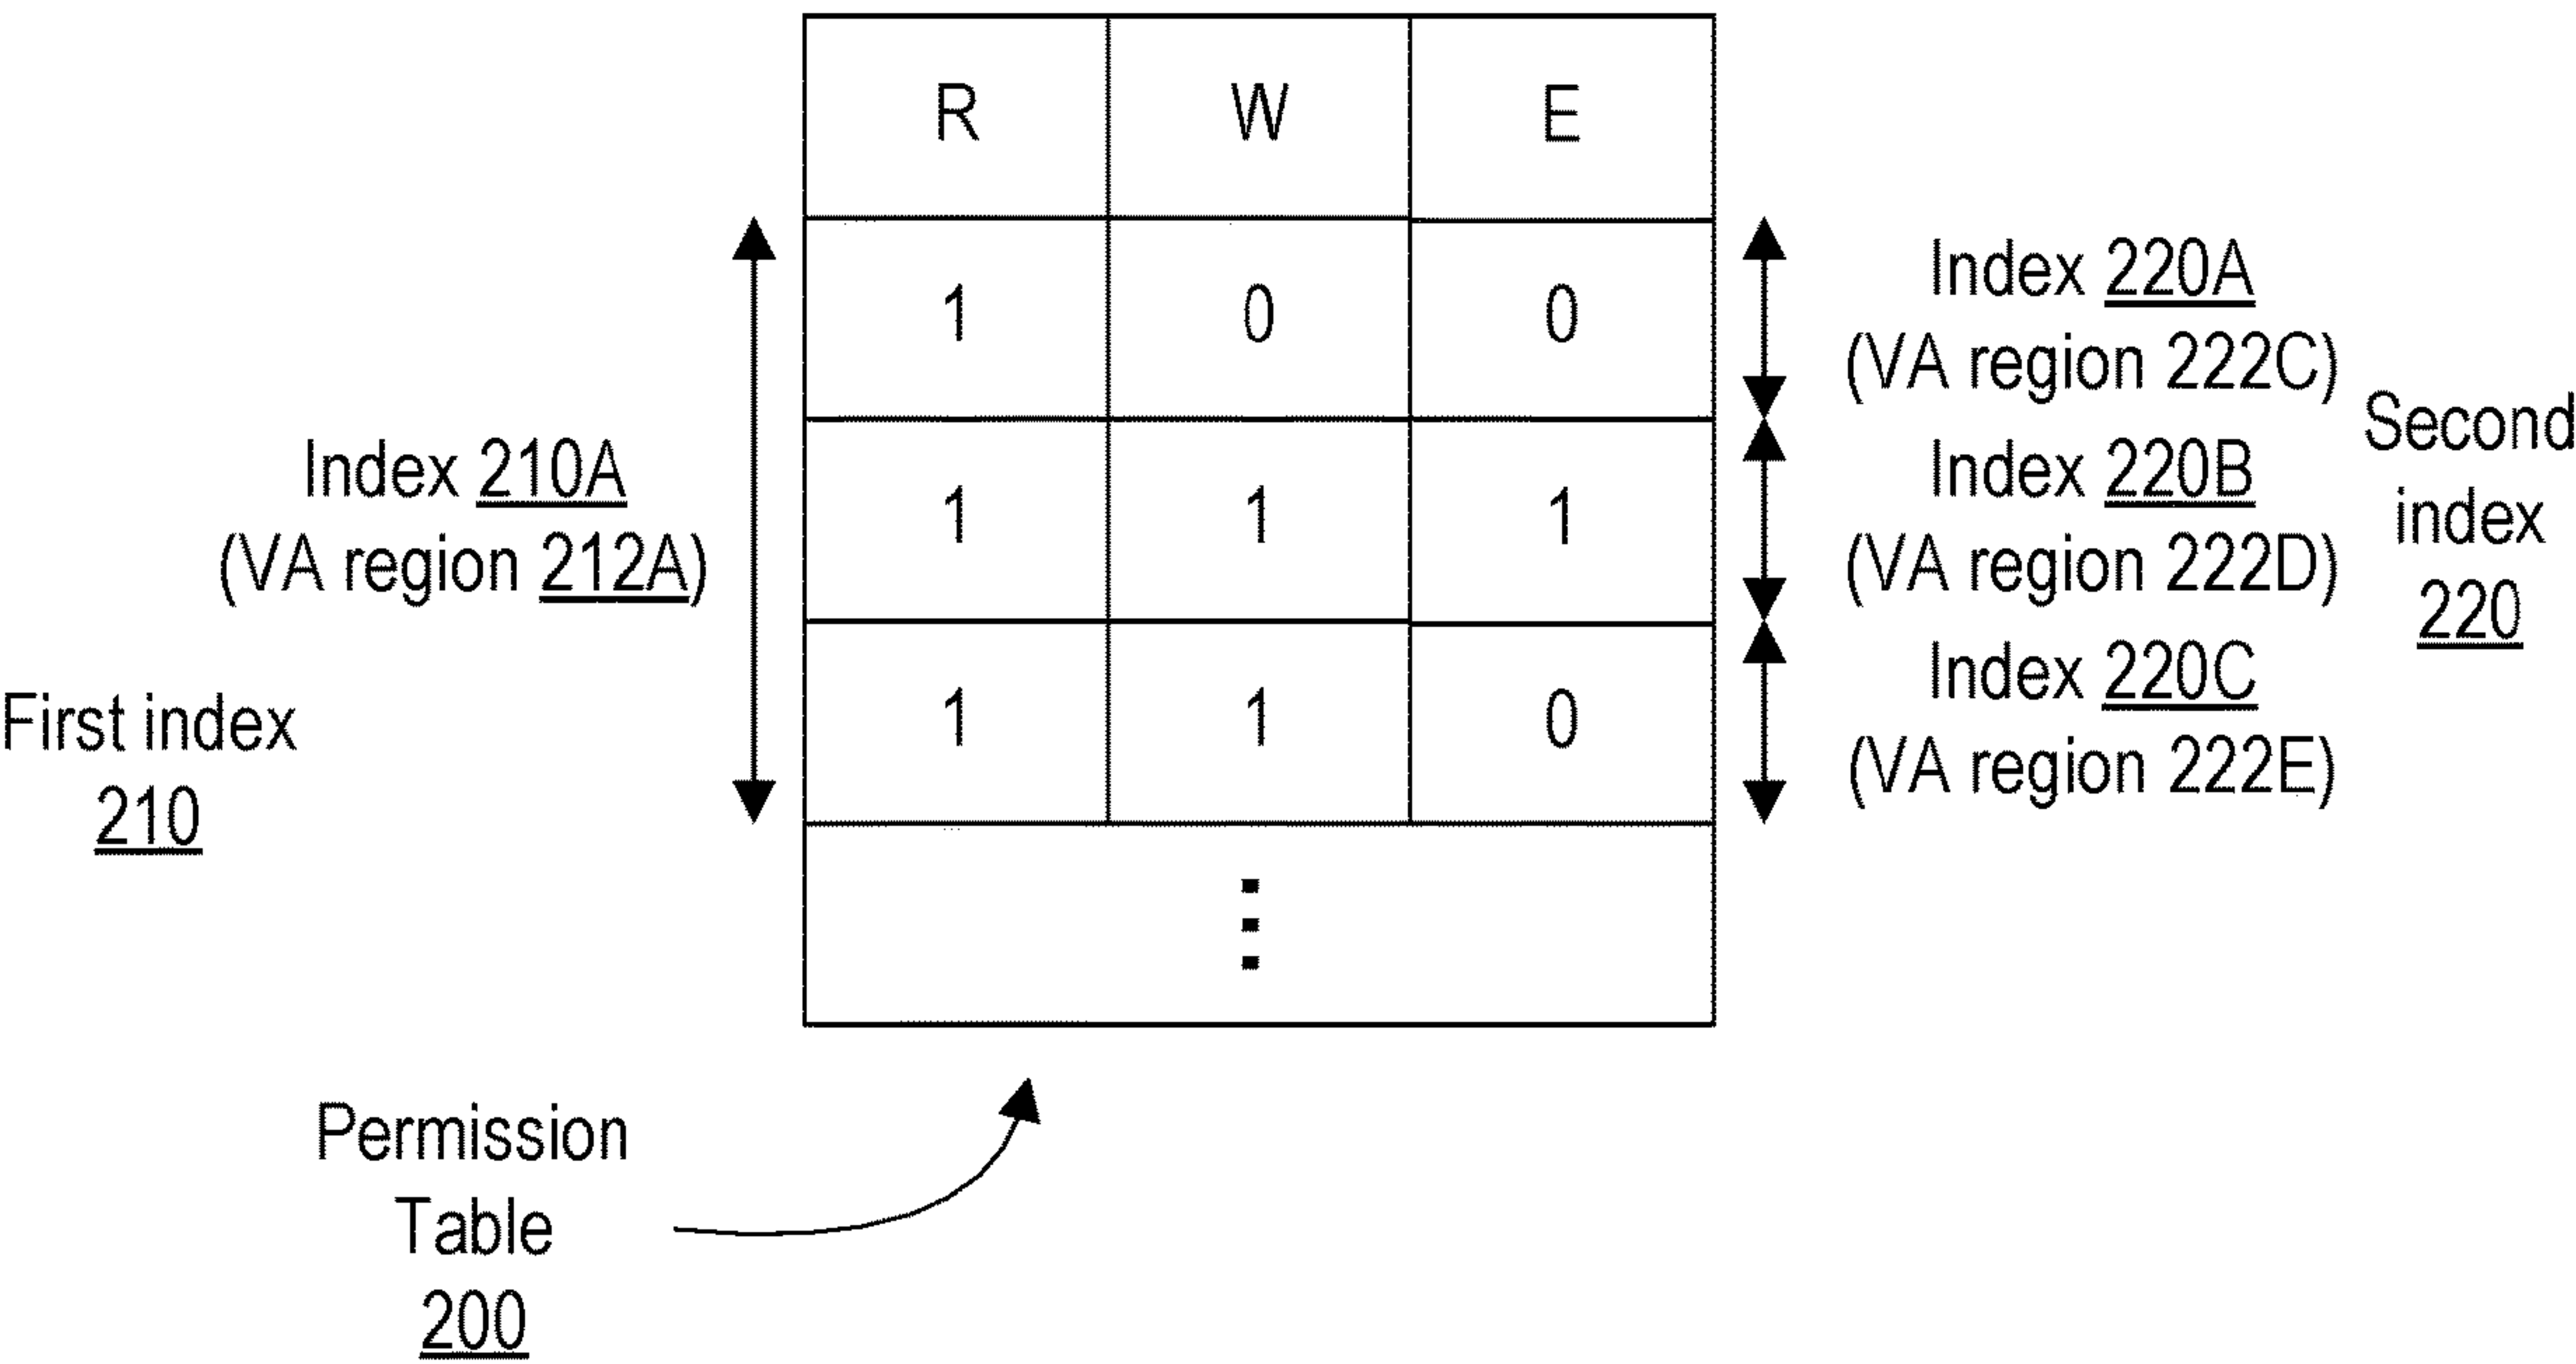 R W E
1 0 0
1 1 1
1 1 0
Index 210A
(VA region 212A)
First index
210
Index 220A
(VA region 222C)
Index 220B
(VA region 222D)
Index 220C
(VA region 222E)
Second
index
220
Permission
Table
200